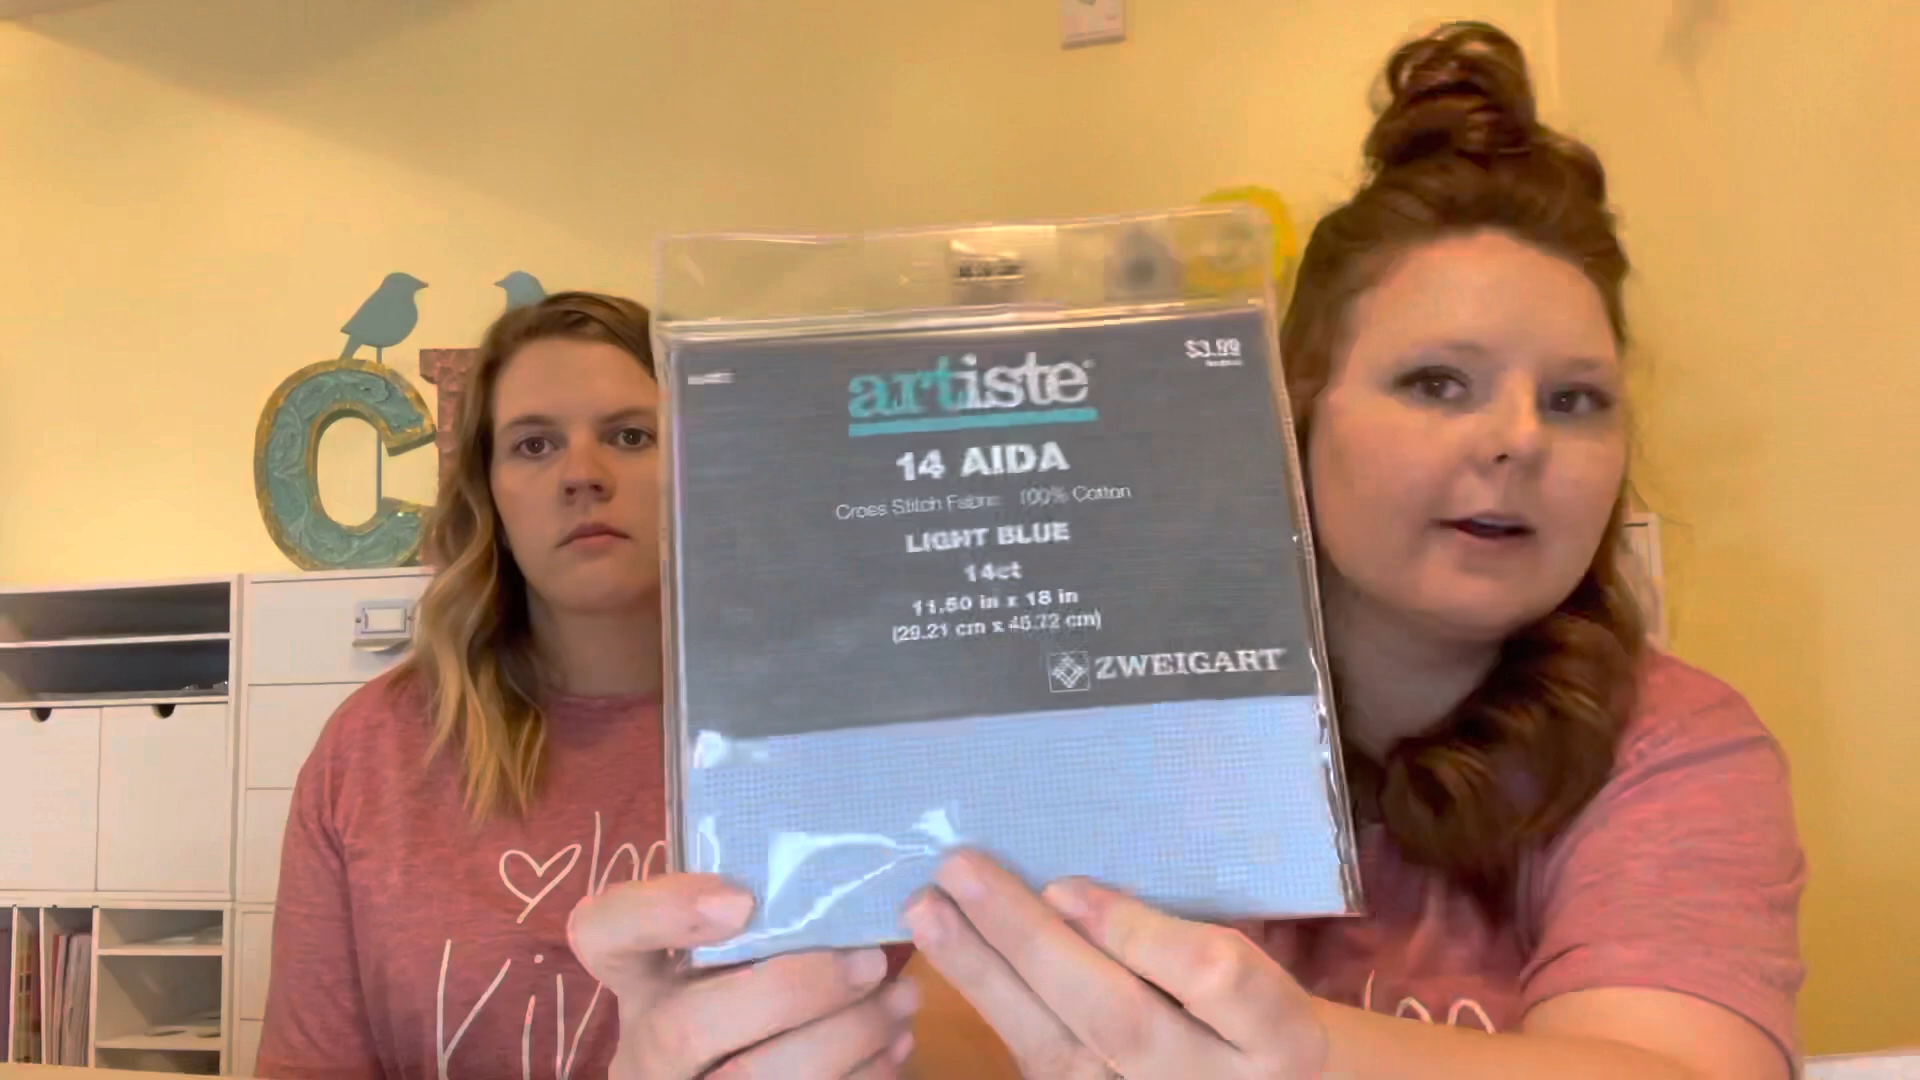 $3.99
artiste
14 AIDA
Cross Stitch Fabric 100% Cotton
LIGHT BLUE
14ct
11.50 in x 18 in
(29.21 cm x 45.72 cm)
ZWEIGART
C